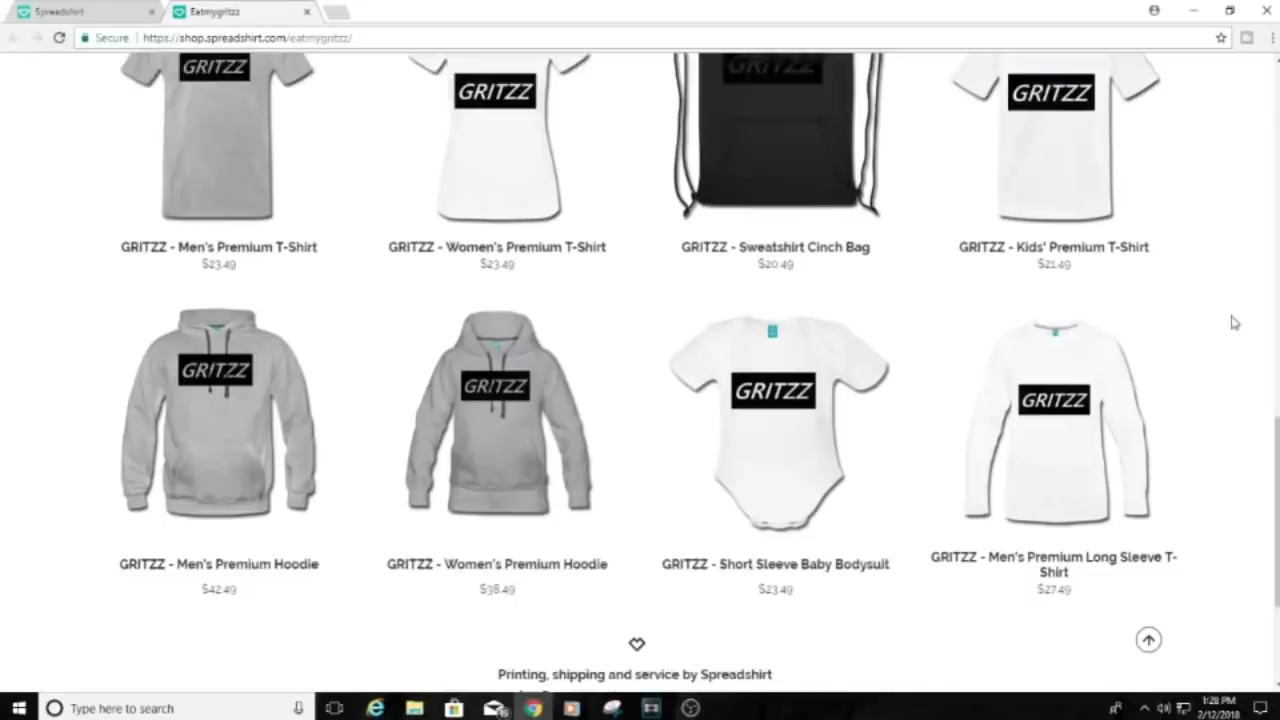 Spreadshirt
Eatmygritzz
Secure
https://shop.spreadshirt.com/eatmygritzz/
GRITZZ
GRITZZ
GRITZZ
GRITZZ
GRITZZ - Men's Premium T-Shirt
$23.49
GRITZZ - Women's Premium T-Shirt
$23.49
GRITZZ - Sweatshirt Cinch Bag
$20.49
GRITZZ - Kids' Premium T-Shirt
$21.49
GRITZZ
GRITZZ
GRITZZ
GRITZZ
GRITZZ - Men's Premium Hoodie
$42.49
GRITZZ - Women's Premium Hoodie
$38.49
GRITZZ - Short Sleeve Baby Bodysuit
$23.49
GRITZZ - Men's Premium Long Sleeve T-
Shirt
$27.49
Printing, shipping and service by Spreadshirt
Type here to search
1:28 PM
2/12/2018